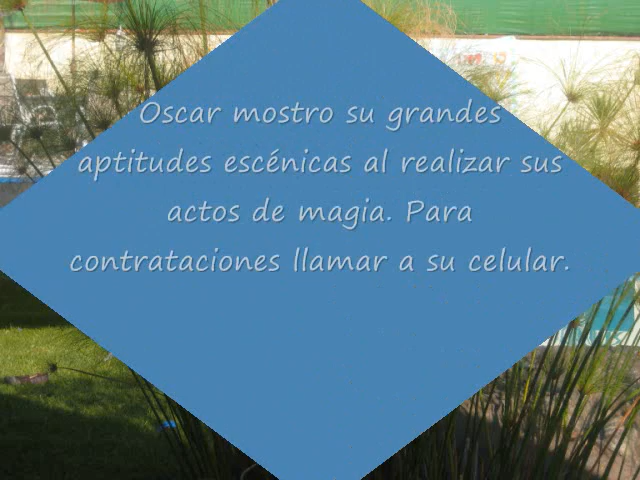 Oscar mostro su grandes
aptitudes escénicas al realizar sus
actos de magia. Para
contrataciones llamar a su celular.